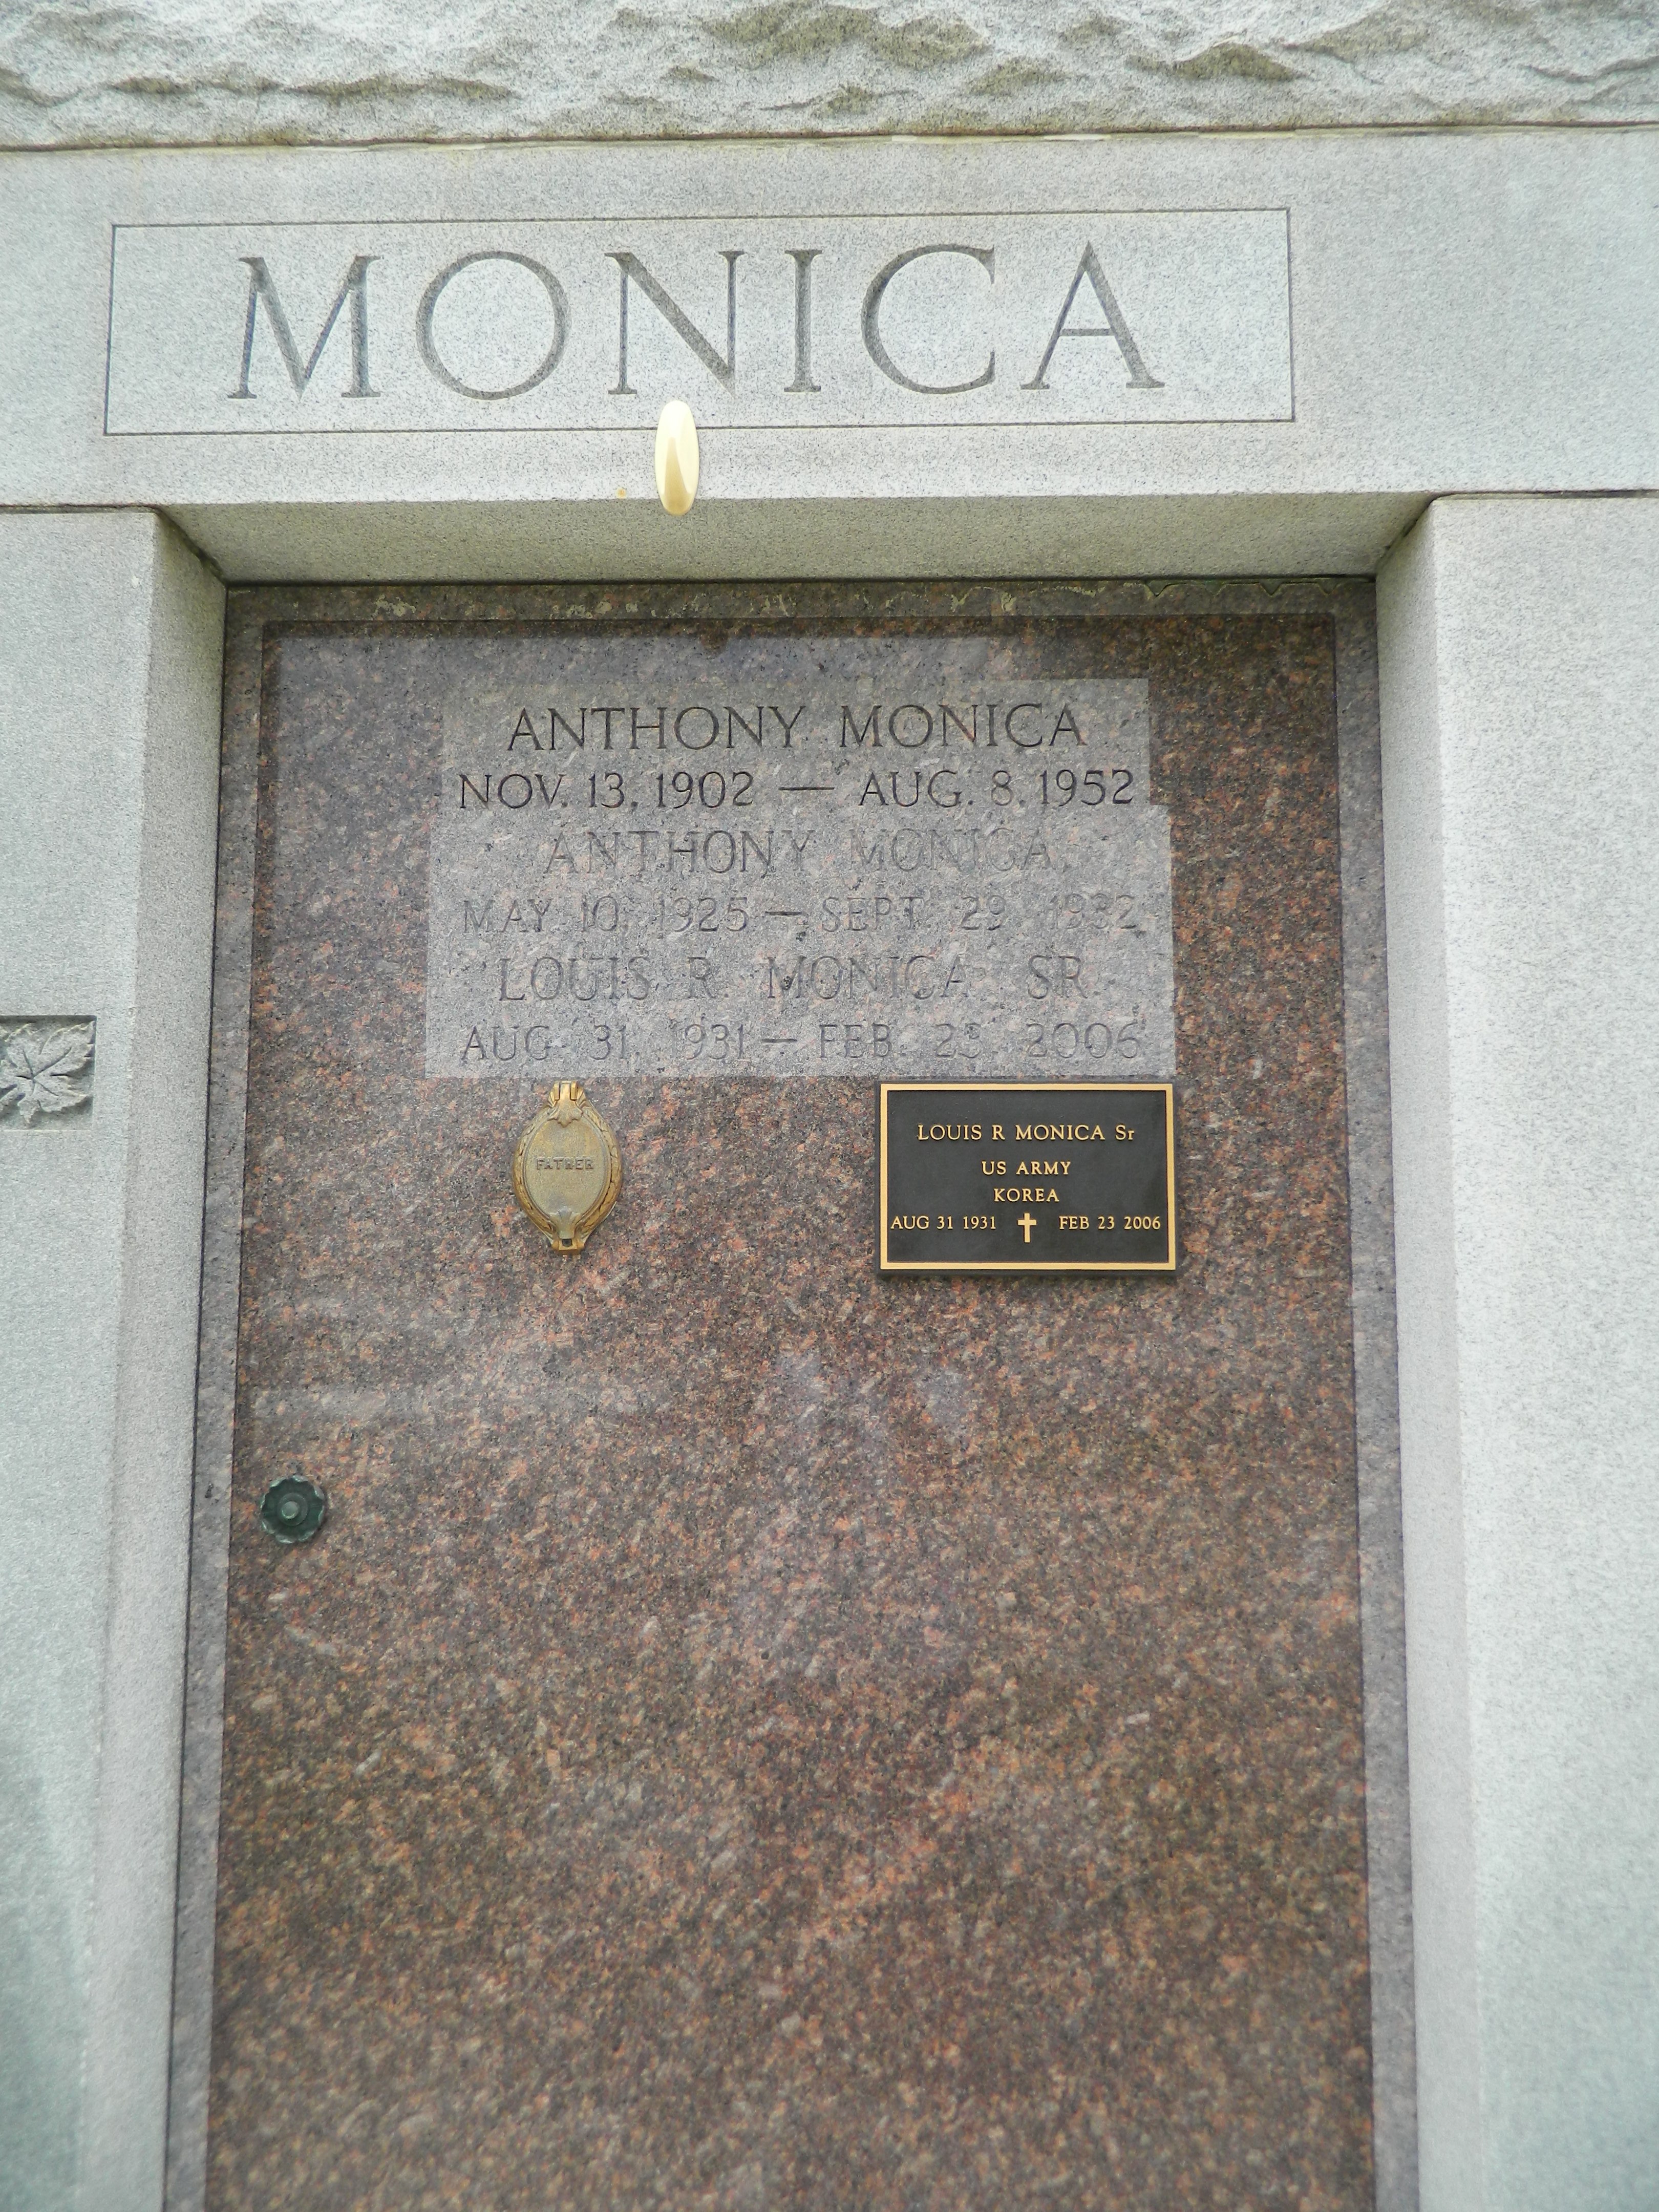 MONICA
ANTHONY MONICA
NOV. 13, 1902 — AUG. 8, 1952
ANTHONY MONICA
MAY 10 1925 — SEPT 29 1932
LOUIS R MONICA SR
AUG 31 1931 — FEB 23 2006
FATHER
LOUIS R MONICA Sr
US ARMY
KOREA
AUG 31 1931 FEB 23 2006